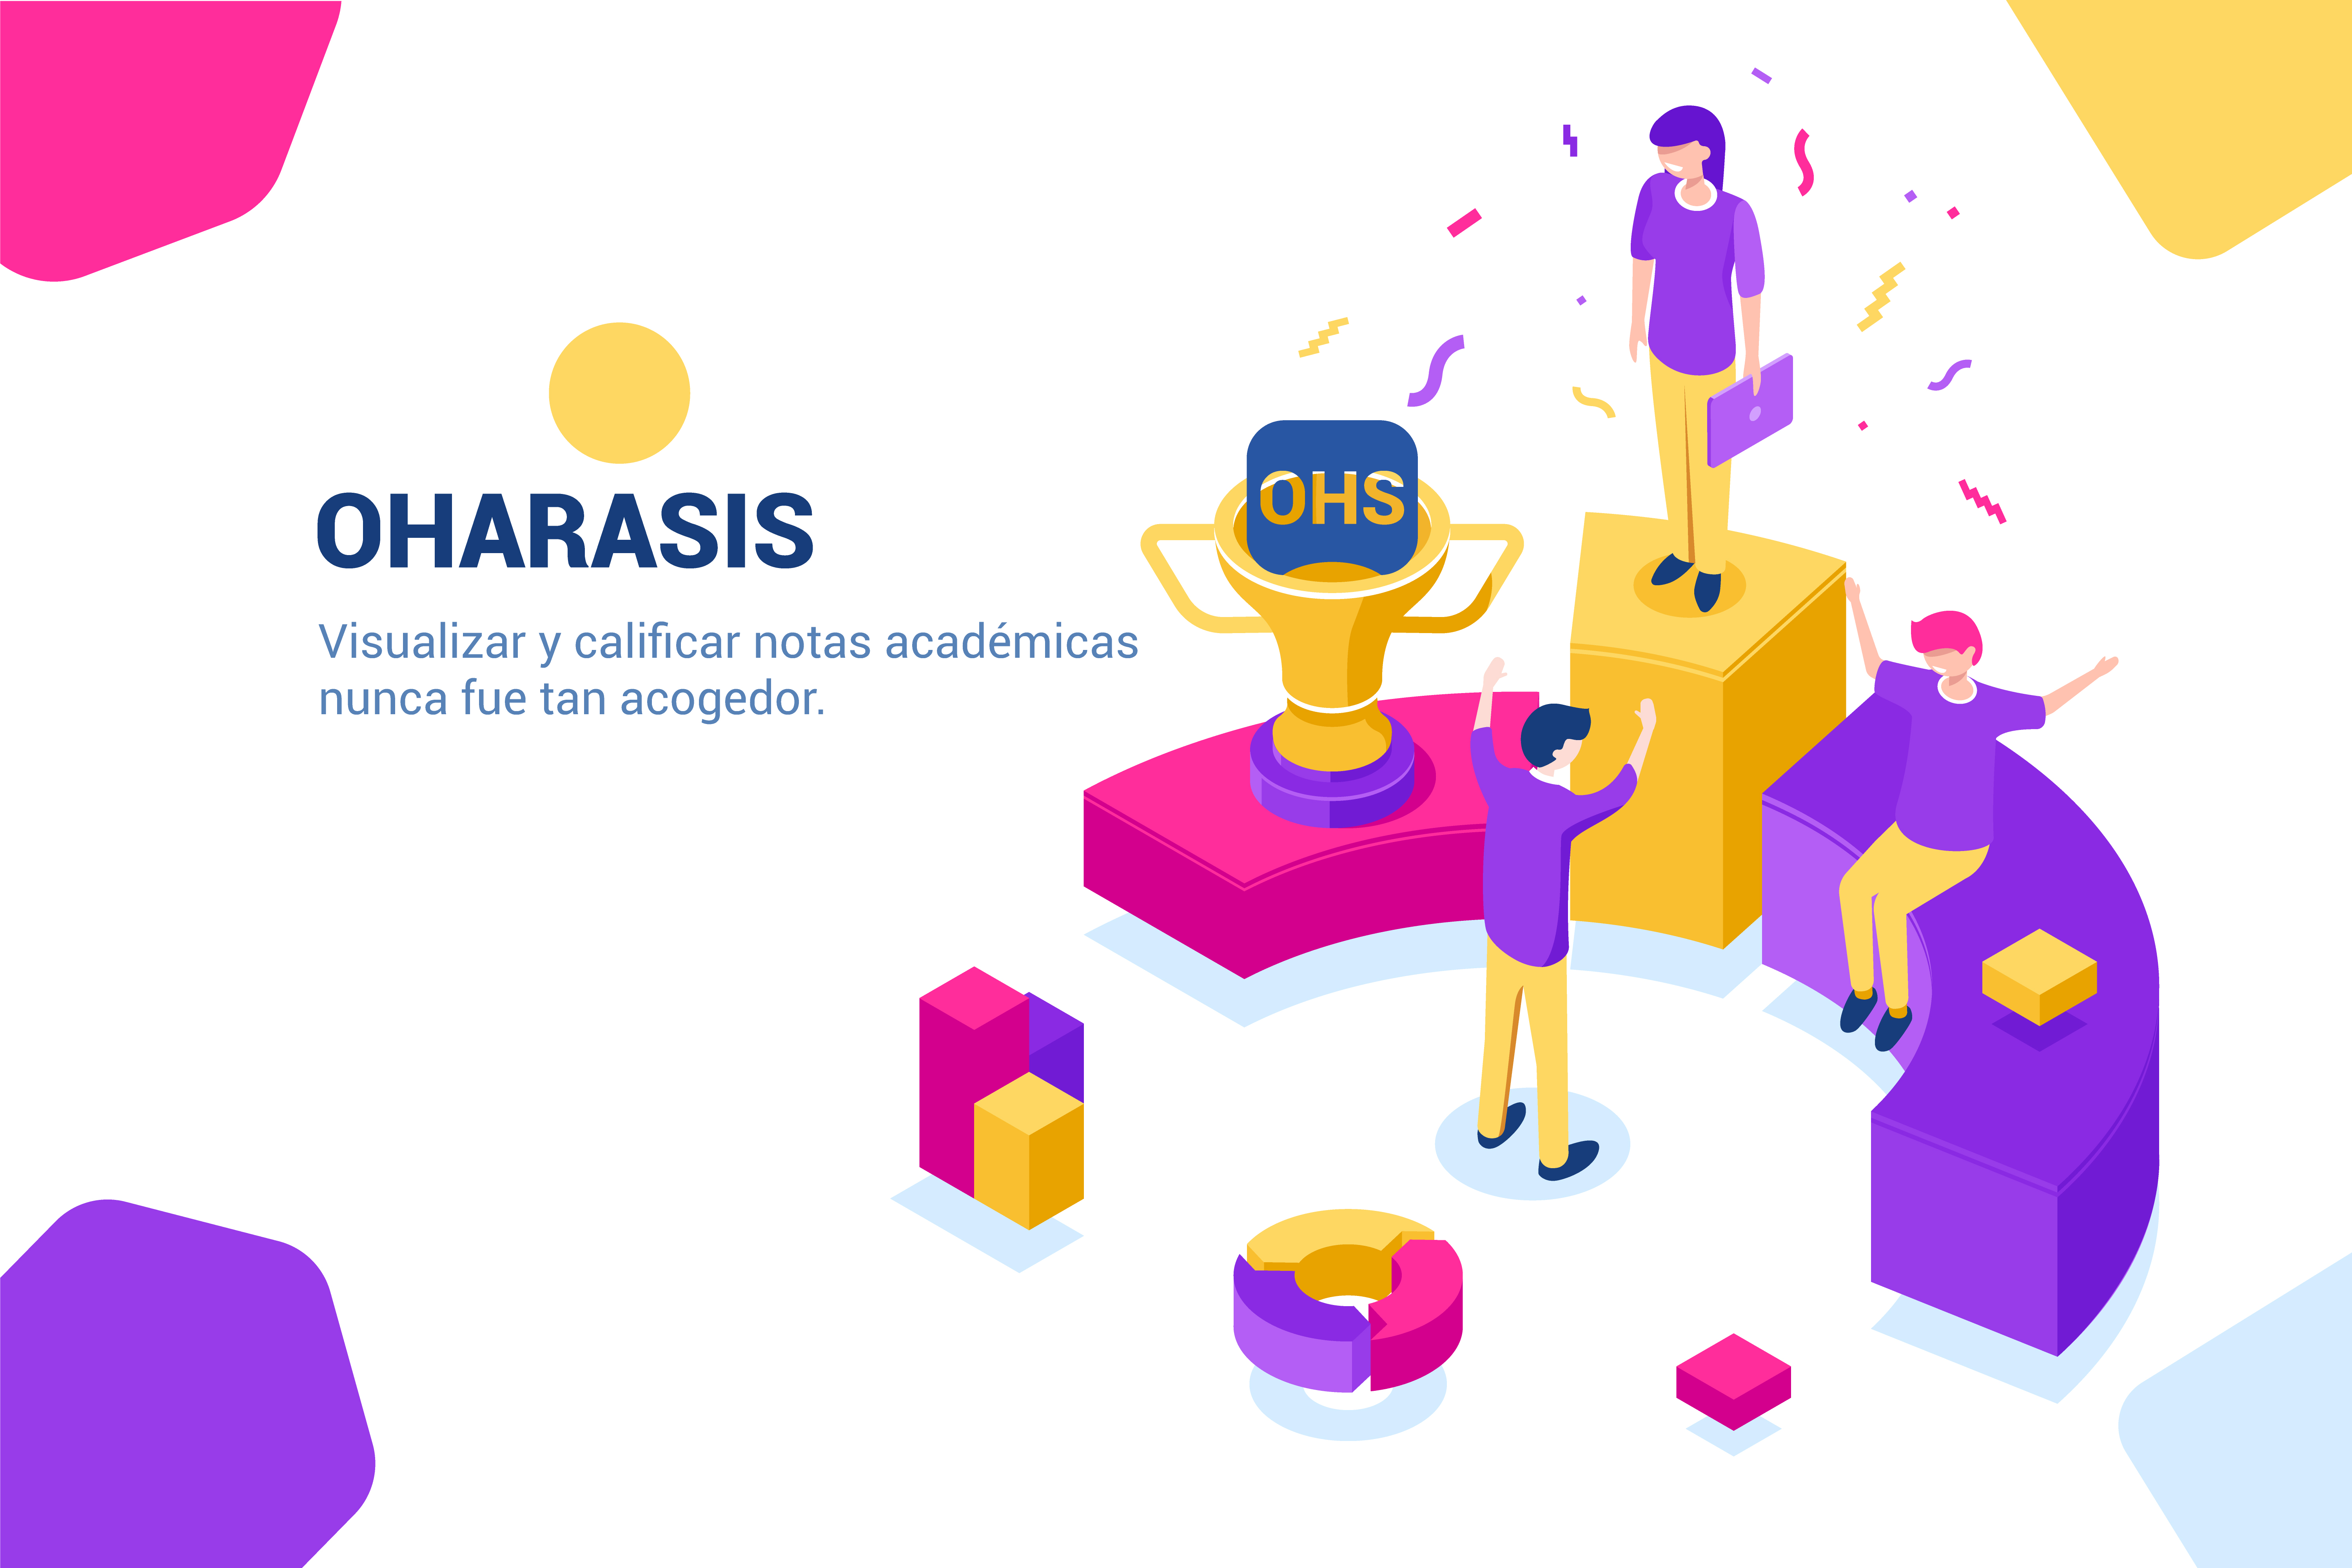 OHARASIS
Visualizar y calificar notas académicas
nunca fue tan acogedor.
OHS